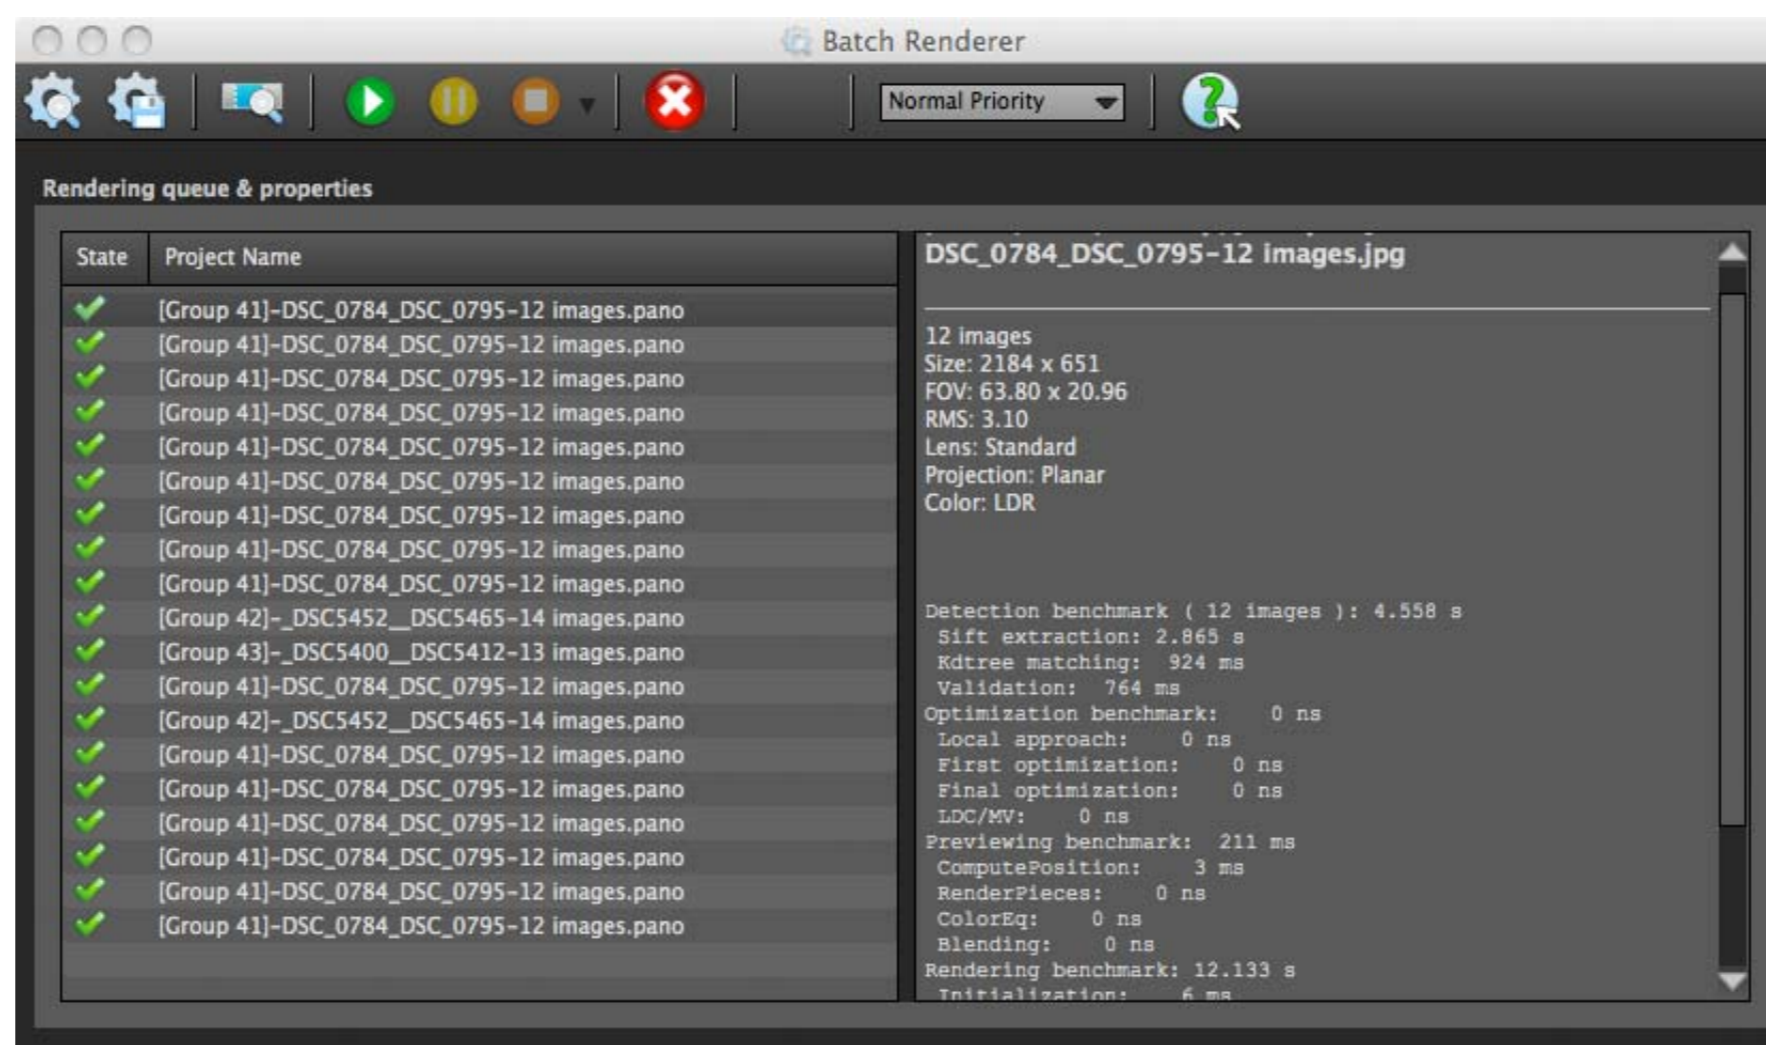 Batch Renderer
Normal Priority
Rendering queue & properties
State Project Name
[Group 41]-DSC_0784_DSC_0795-12 images.pano
[Group 41]-DSC_0784_DSC_0795-12 images.pano
[Group 41]-DSC_0784_DSC_0795-12 images.pano
[Group 41]-DSC_0784_DSC_0795-12 images.pano
[Group 41]-DSC_0784_DSC_0795-12 images.pano
[Group 41]-DSC_0784_DSC_0795-12 images.pano
[Group 41]-DSC_0784_DSC_0795-12 images.pano
[Group 41]-DSC_0784_DSC_0795-12 images.pano
[Group 41]-DSC_0784_DSC_0795-12 images.pano
[Group 42]-_DSC5452__DSC5465-14 images.pano
[Group 43]-_DSC5400__DSC5412-13 images.pano
[Group 41]-DSC_0784_DSC_0795-12 images.pano
[Group 42]-_DSC5452__DSC5465-14 images.pano
[Group 41]-DSC_0784_DSC_0795-12 images.pano
[Group 41]-DSC_0784_DSC_0795-12 images.pano
[Group 41]-DSC_0784_DSC_0795-12 images.pano
[Group 41]-DSC_0784_DSC_0795-12 images.pano
[Group 41]-DSC_0784_DSC_0795-12 images.pano
[Group 41]-DSC_0784_DSC_0795-12 images.pano
DSC_0784_DSC_0795-12 images.jpg
12 images
Size: 2184 x 651
FOV: 63.80 x 20.96
RMS: 3.10
Lens: Standard
Projection: Planar
Color: LDR
Detection benchmark ( 12 images ): 4.558 s
Sift extraction: 2.865 s
Kdtree matching: 924 ms
Validation: 764 ms
Optimization benchmark: 0 ns
Local approach: 0 ns
First optimization: 0 ns
Final optimization: 0 ns
LDC/MV: 0 ns
Previewing benchmark: 211 ms
ComputePosition: 3 ms
RenderPieces: 0 ns
ColorEq: 0 ns
Blending: 0 ns
Rendering benchmark: 12.133 s
Initialization: 6 ms